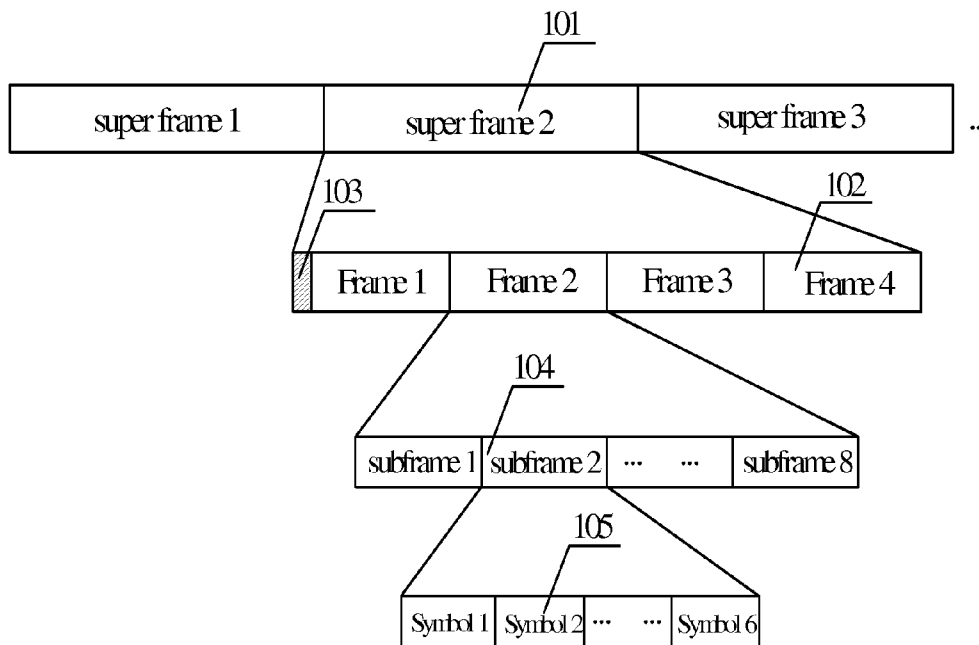 101
super frame 1 super frame 2 super frame 3 ..
103 102
Frame 1 Frame 2 Frame 3 Frame 4
104
subframe 1 subframe 2 ... ... subframe 8
105
Symbol 1 Symbol 2 ... ... Symbol 6